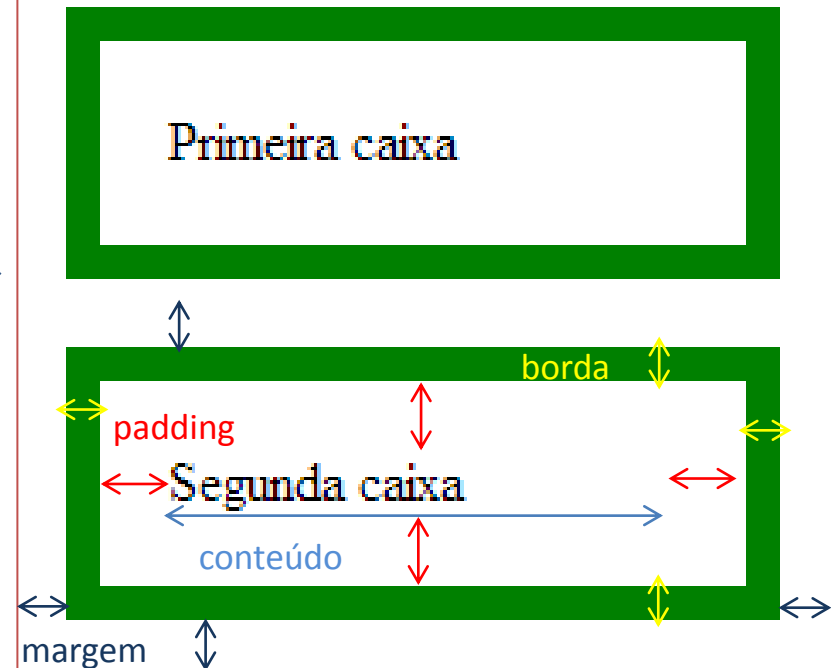 Primeira caixa
borda
padding
Segunda caixa
conteúdo
margem